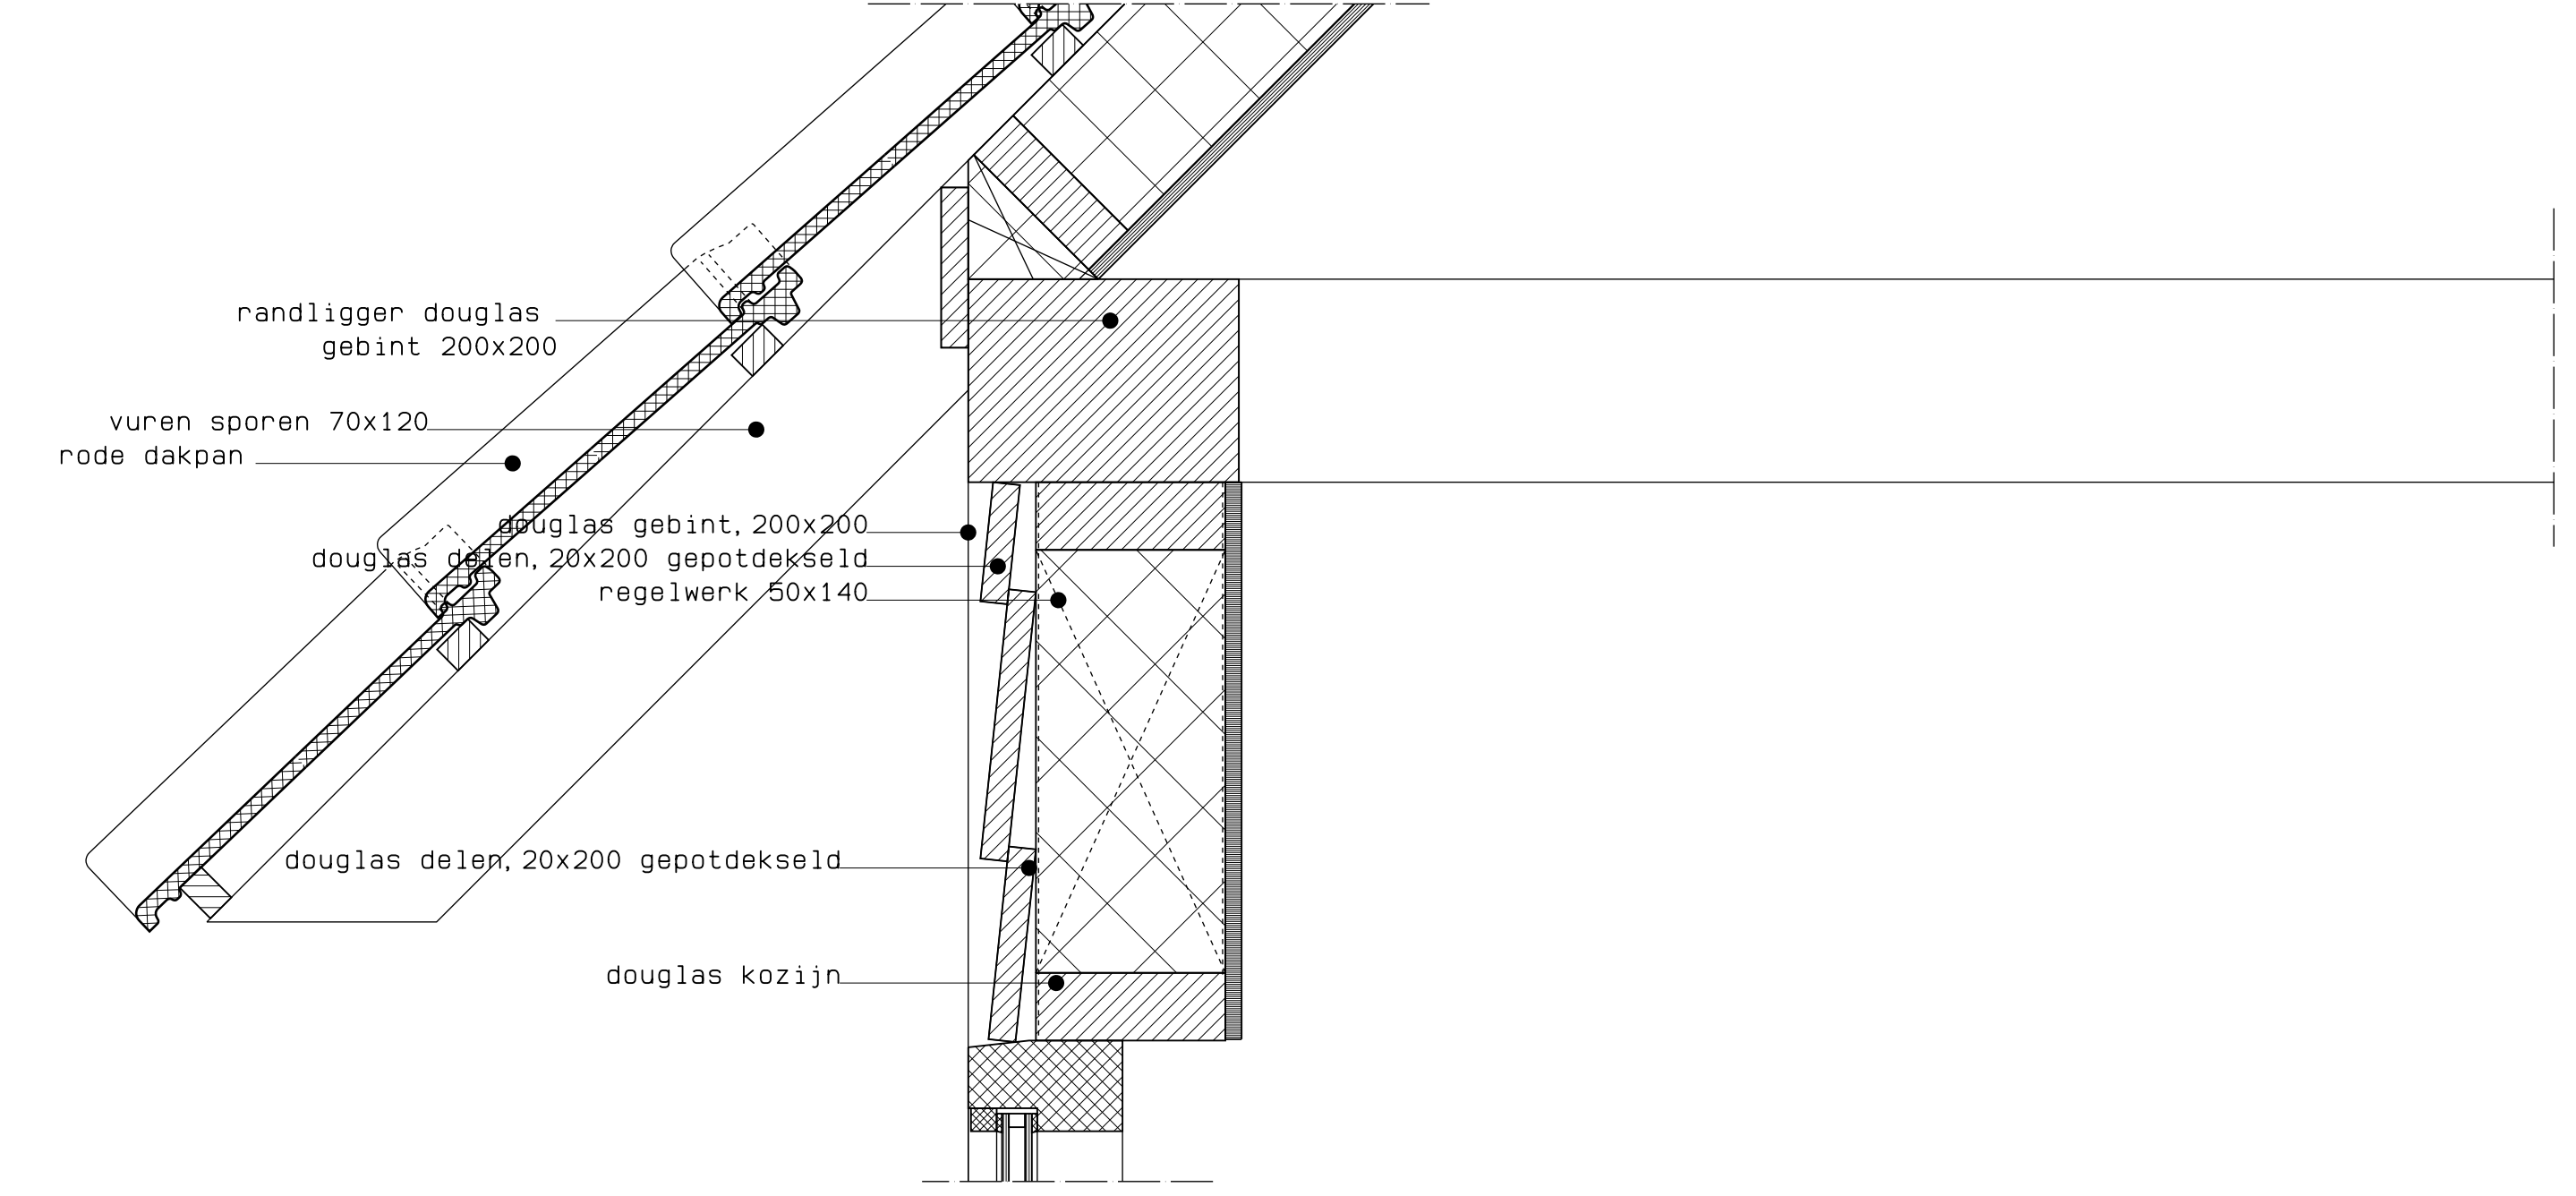 randligger douglas
gebint 200x200
vuren sporen 70x120
rode dakpan
douglas gebint, 200x200
douglas delen, 20x200 gepotdekseld
regelwerk 50x140
douglas delen, 20x200 gepotdekseld
douglas kozijn